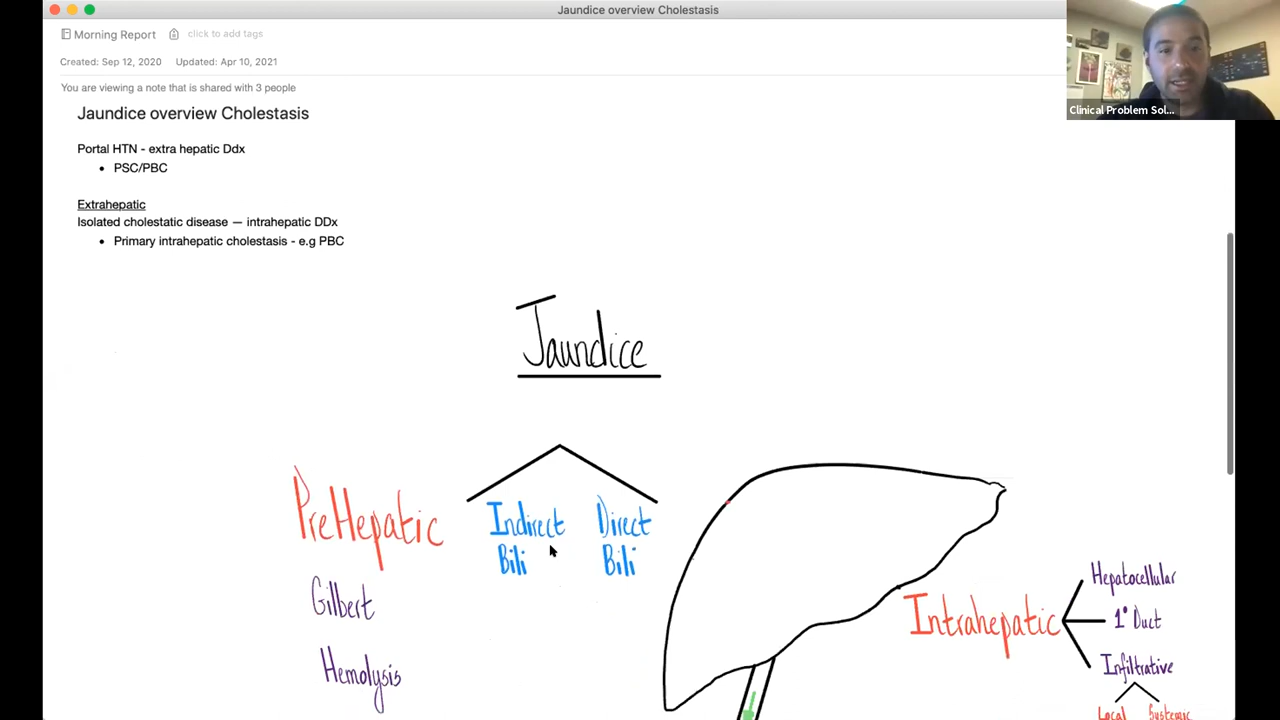 Jaundice overview Cholestasis
Morning Report
click to add tags
Created: Sep 12, 2020 Updated: Apr 10, 2021
You are viewing a note that is shared with 3 people
Jaundice overview Cholestasis
Portal HTN - extra hepatic Ddx
• PSC/PBC
Extrahepatic
Isolated cholestatic disease — intrahepatic DDx
• Primary intrahepatic cholestasis - e.g PBC
Clinical Problem Sol...
Jaundice
PreHepatic
Indirect Bili
Direct Bili
Gilbert
Hemolysis
Intrahepatic
Hepatocellular
1° Duct
Infiltrative
Local Systemic